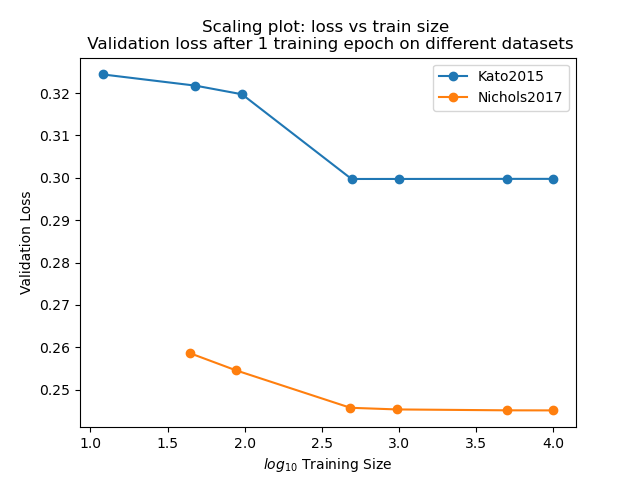 Scaling plot: loss vs train size
Validation loss after 1 training epoch on different datasets
Kato2015
Nichols2017
0.32
0.31
0.30
0.29
0.28
0.27
0.26
0.25
Validation Loss
1.0 1.5 2.0 2.5 3.0 3.5 4.0
log₁₀ Training Size